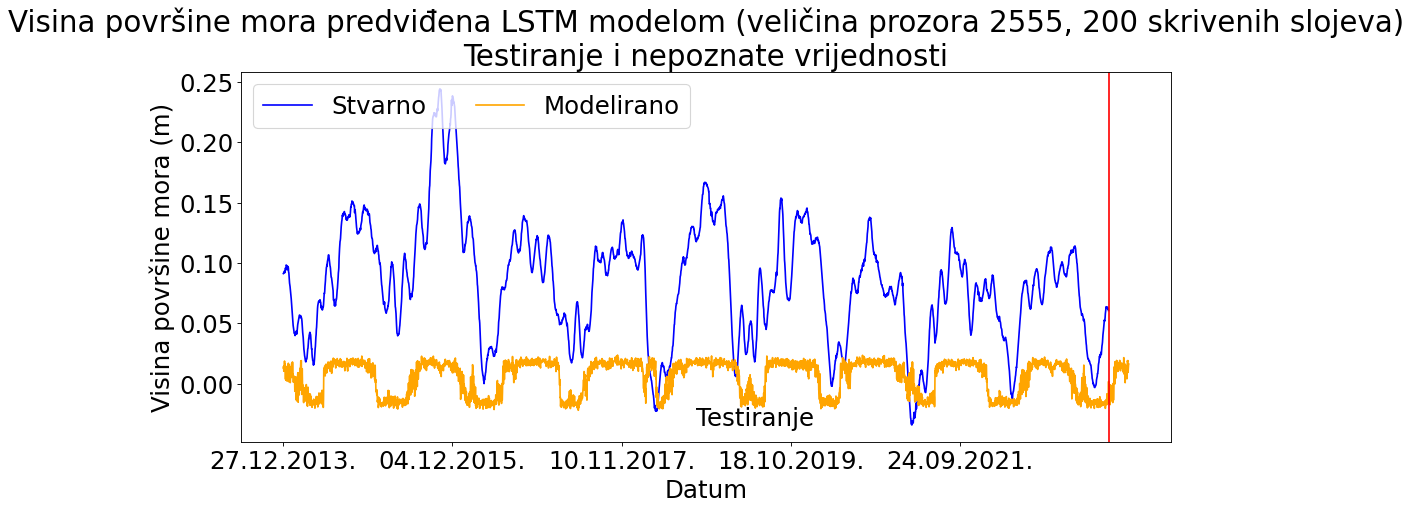 Visina površine mora predviđena LSTM modelom (veličina prozora 2555, 200 skrivenih slojeva)
Testiranje i nepoznate vrijednosti
Stvarno
Modelirano
Visina površine mora (m)
0.25
0.20
0.15
0.10
0.05
0.00
Testiranje
27.12.2013.
04.12.2015.
10.11.2017.
18.10.2019.
24.09.2021.
Datum